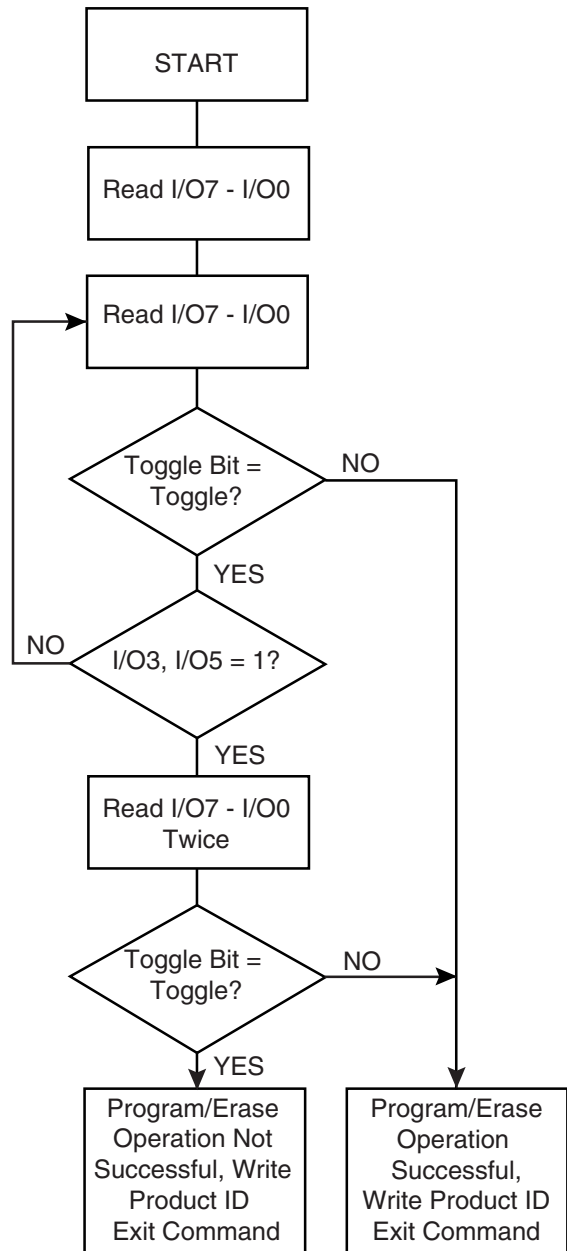 START
Read I/O7 - I/O0
Read I/O7 - I/O0
Toggle Bit =
Toggle?
NO
YES
NO
I/O3, I/O5 = 1?
YES
Read I/O7 - I/O0
Twice
Toggle Bit =
Toggle?
NO
YES
Program/Erase
Operation Not
Successful, Write
Product ID
Exit Command
Program/Erase
Operation
Successful,
Write Product ID
Exit Command